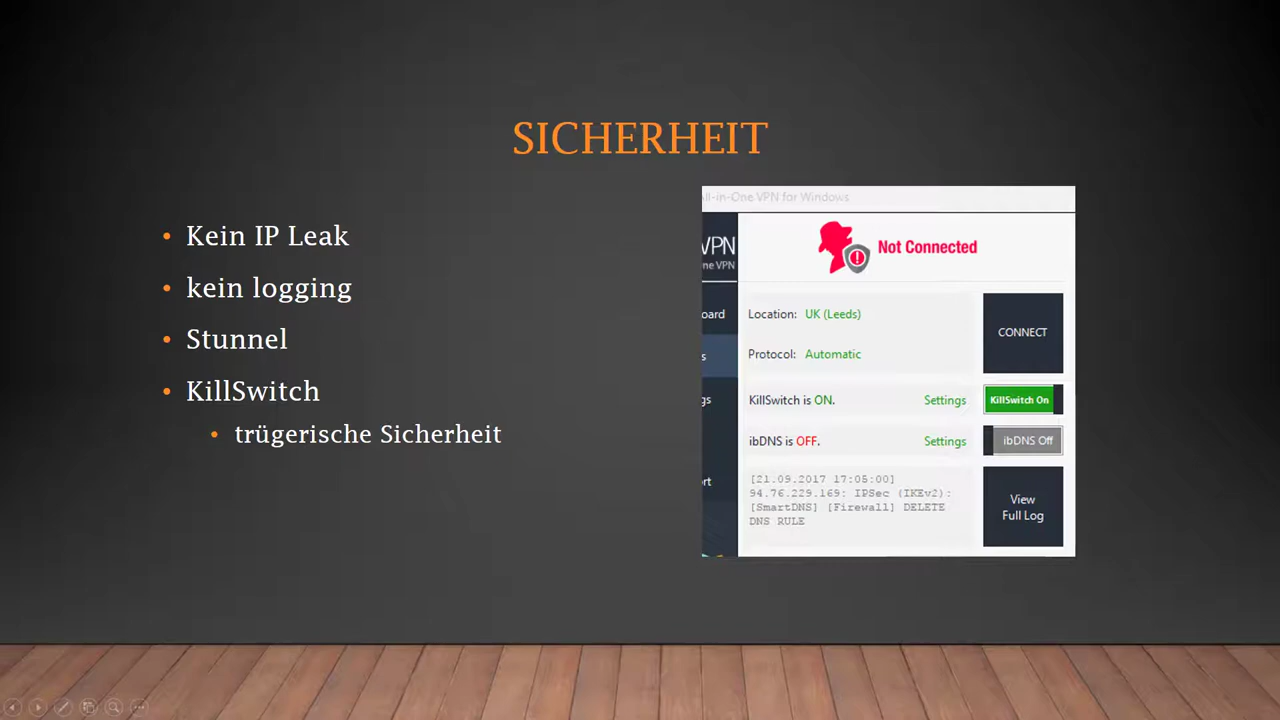 SICHERHEIT
• Kein IP Leak
• kein logging
• Stunnel
• KillSwitch
• trügerische Sicherheit
All-in-One VPN for Windows
VPN
ne VPN
oard
s
gs
rt
Not Connected
Location: UK (Leeds)
Protocol: Automatic
CONNECT
KillSwitch is ON. Settings KillSwitch On
ibDNS is OFF. Settings ibDNS Off
[21.09.2017 17:05:00]
94.76.229.169: IPSec (IKEv2):
[SmartDNS] [Firewall] DELETE
DNS RULE
View
Full Log